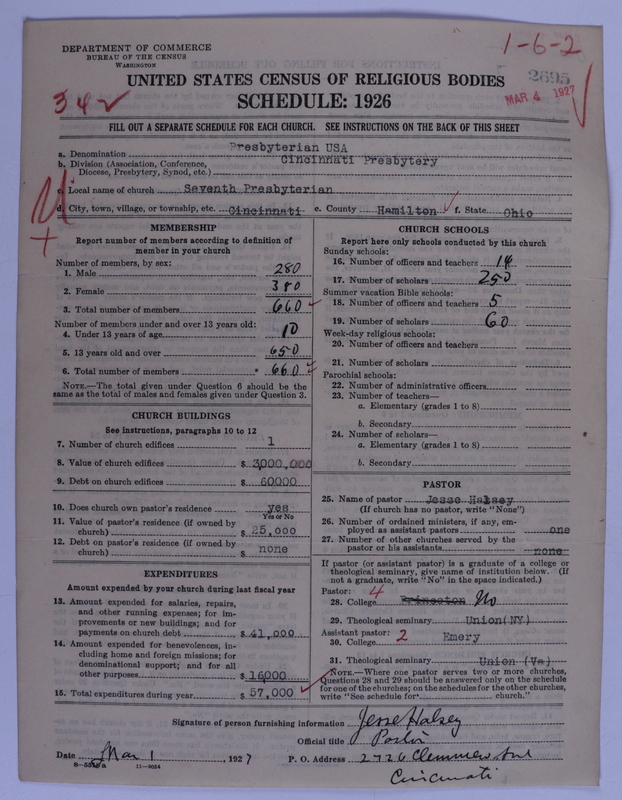 DEPARTMENT OF COMMERCE
BUREAU OF THE CENSUS
WASHINGTON
1-6-2
2695
MAR 4 1927
342
UNITED STATES CENSUS OF RELIGIOUS BODIES
SCHEDULE: 1926
FILL OUT A SEPARATE SCHEDULE FOR EACH CHURCH. SEE INSTRUCTIONS ON THE BACK OF THIS SHEET
a. Denomination Presbyterian USA
b. Division (Association, Conference, Diocese, Presbytery, Synod, etc.) Cincinnati Presbytery
c. Local name of church Seventh Presbyterian
d. City, town, village, or township, etc. Cincinnati e. County Hamilton f. State Ohio
MEMBERSHIP
Report number of members according to definition of
member in your church
Number of members, by sex:
1. Male 280
2. Female 380
3. Total number of members 660
Number of members under and over 13 years old:
4. Under 13 years of age 10
5. 13 years old and over 650
6. Total number of members 660
NOTE.—The total given under Question 6 should be the
same as the total of males and females given under Question 3.
CHURCH BUILDINGS
See instructions, paragraphs 10 to 12
7. Number of church edifices 1
8. Value of church edifices $ 3000,000
9. Debt on church edifices $ 60000
10. Does church own pastor's residence yes
Yes or No
11. Value of pastor's residence (if owned by
church) $ 25,000
12. Debt on pastor's residence (if owned by
church) $ none
EXPENDITURES
Amount expended by your church during last fiscal year
13. Amount expended for salaries, repairs,
and other running expenses; for im-
provements or new buildings; and for
payments on church debt $ 41,000
14. Amount expended for benevolences, in-
cluding home and foreign missions; for
denominational support; and for all
other purposes $ 16000
15. Total expenditures during year $ 57,000
CHURCH SCHOOLS
Report here only schools conducted by this church
Sunday schools:
16. Number of officers and teachers 14
17. Number of scholars 250
Summer vacation Bible schools:
18. Number of officers and teachers 5
19. Number of scholars 60
Week-day religious schools:
20. Number of officers and teachers
21. Number of scholars
Parochial schools:
22. Number of administrative officers
23. Number of teachers—
a. Elementary (grades 1 to 8)
b. Secondary
24. Number of scholars—
a. Elementary (grades 1 to 8)
b. Secondary
PASTOR
25. Name of pastor Jesse Halsey
(If church has no pastor, write "None")
26. Number of ordained ministers, if any, em-
ployed as assistant pastors one
27. Number of other churches served by the
pastor or his assistants none
If pastor (or assistant pastor) is a graduate of a college or
theological seminary, give name of institution below. (If
not a graduate, write "No" in the space indicated.)
Pastor: 4
28. College Princeton No
29. Theological seminary Union(NY)
Assistant pastor: 2
30. College Emery
31. Theological seminary Union (Va)
NOTE.—Where one pastor serves two or more churches,
Questions 28 and 29 should be answered only on the schedule
for one of the churches; on the schedules for the other churches,
write "See schedule for church."
Signature of person furnishing information Jesse Halsey
Official title Pastor
Date Mar 1, 1927 P. O. Address 2726 Clemmer Ave
Cincinnati
11—9034